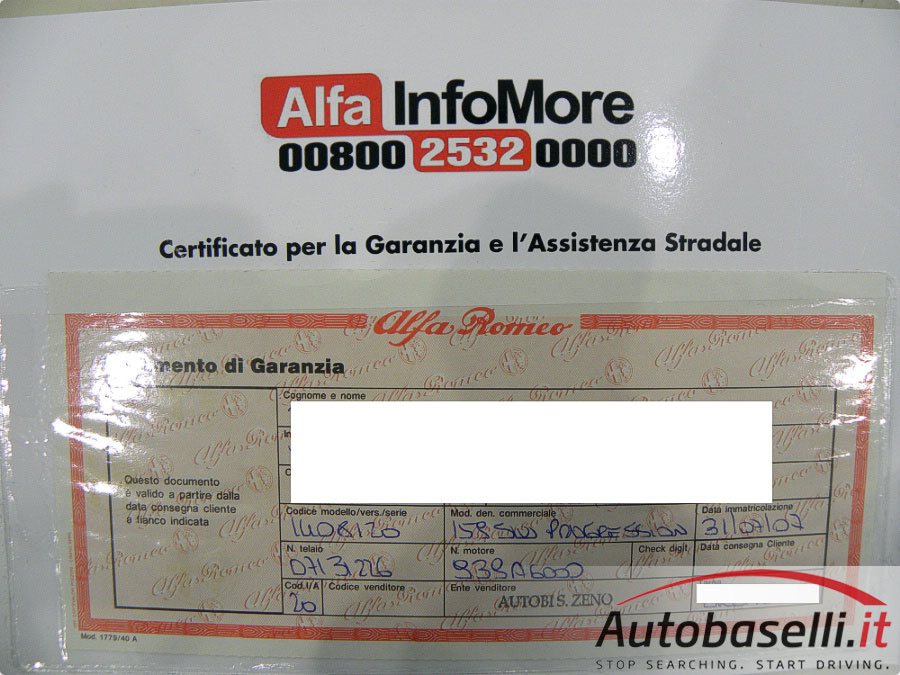 Alfa InfoMore
00800 2532 0000
Certificato per la Garanzia e l'Assistenza Stradale
Alfa Romeo
mento di Garanzia
Cognome e nome
Questo documento
è valido a partire dalla
data consegna cliente
a fianco indicata
Codice modello/vers./serie
Mod. den. commerciale
Data immatricolazione
1408120
158 SW PROGRESSION
31/07/07
N. telaio
N. motore
Check digit
Data consegna Cliente
939A6000
Cod.I/A
Codice venditore
Ente venditore
20
AUTOBI S. ZENO
Mod. 1779/40 A
Autobaselli.it
STOP SEARCHING. START DRIVING.